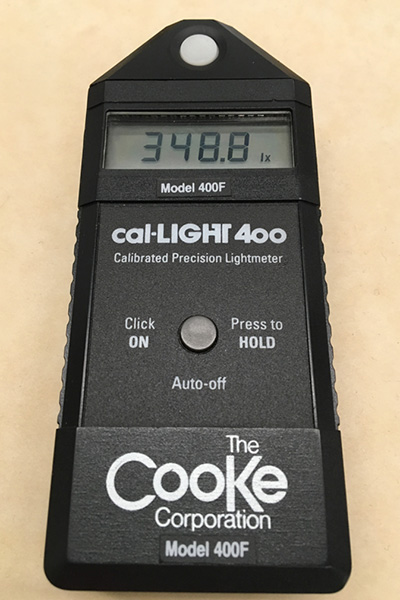 348.8 lx
Model 400F
cal-LIGHT 400
Calibrated Precision Lightmeter
Click Press to
ON HOLD
Auto-off
The
Cooke
Corporation
Model 400F